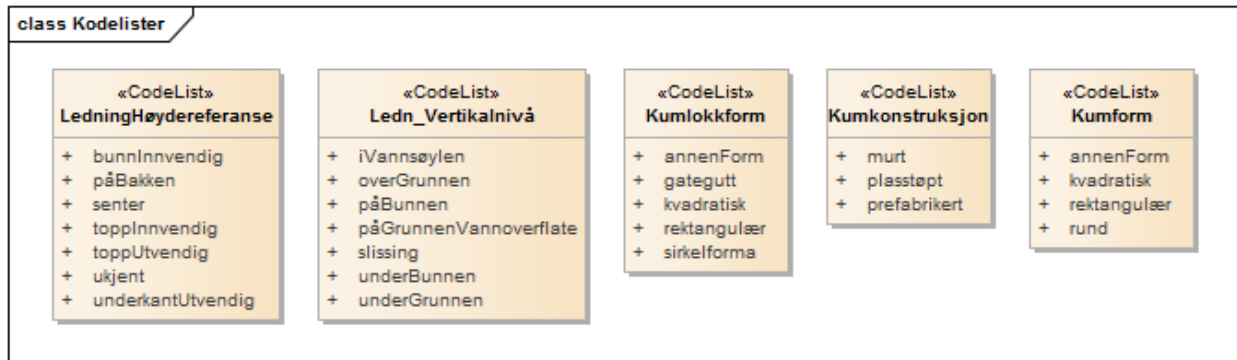 class Kodelister
«CodeList»
LedningHøydereferanse
+ bunnInnvendig
+ påBakken
+ senter
+ toppInnvendig
+ toppUtvendig
+ ukjent
+ underkantUtvendig
«CodeList»
Ledn_Vertikalnivå
+ iVannsøylen
+ overGrunnen
+ påBunnen
+ påGrunnenVannoverflate
+ slissing
+ underBunnen
+ underGrunnen
«CodeList»
Kumlokkform
+ annenForm
+ gategutt
+ kvadratisk
+ rektangulær
+ sirkelforma
«CodeList»
Kumkonstruksjon
+ murt
+ plasstøpt
+ prefabrikert
«CodeList»
Kumform
+ annenForm
+ kvadratisk
+ rektangulær
+ rund